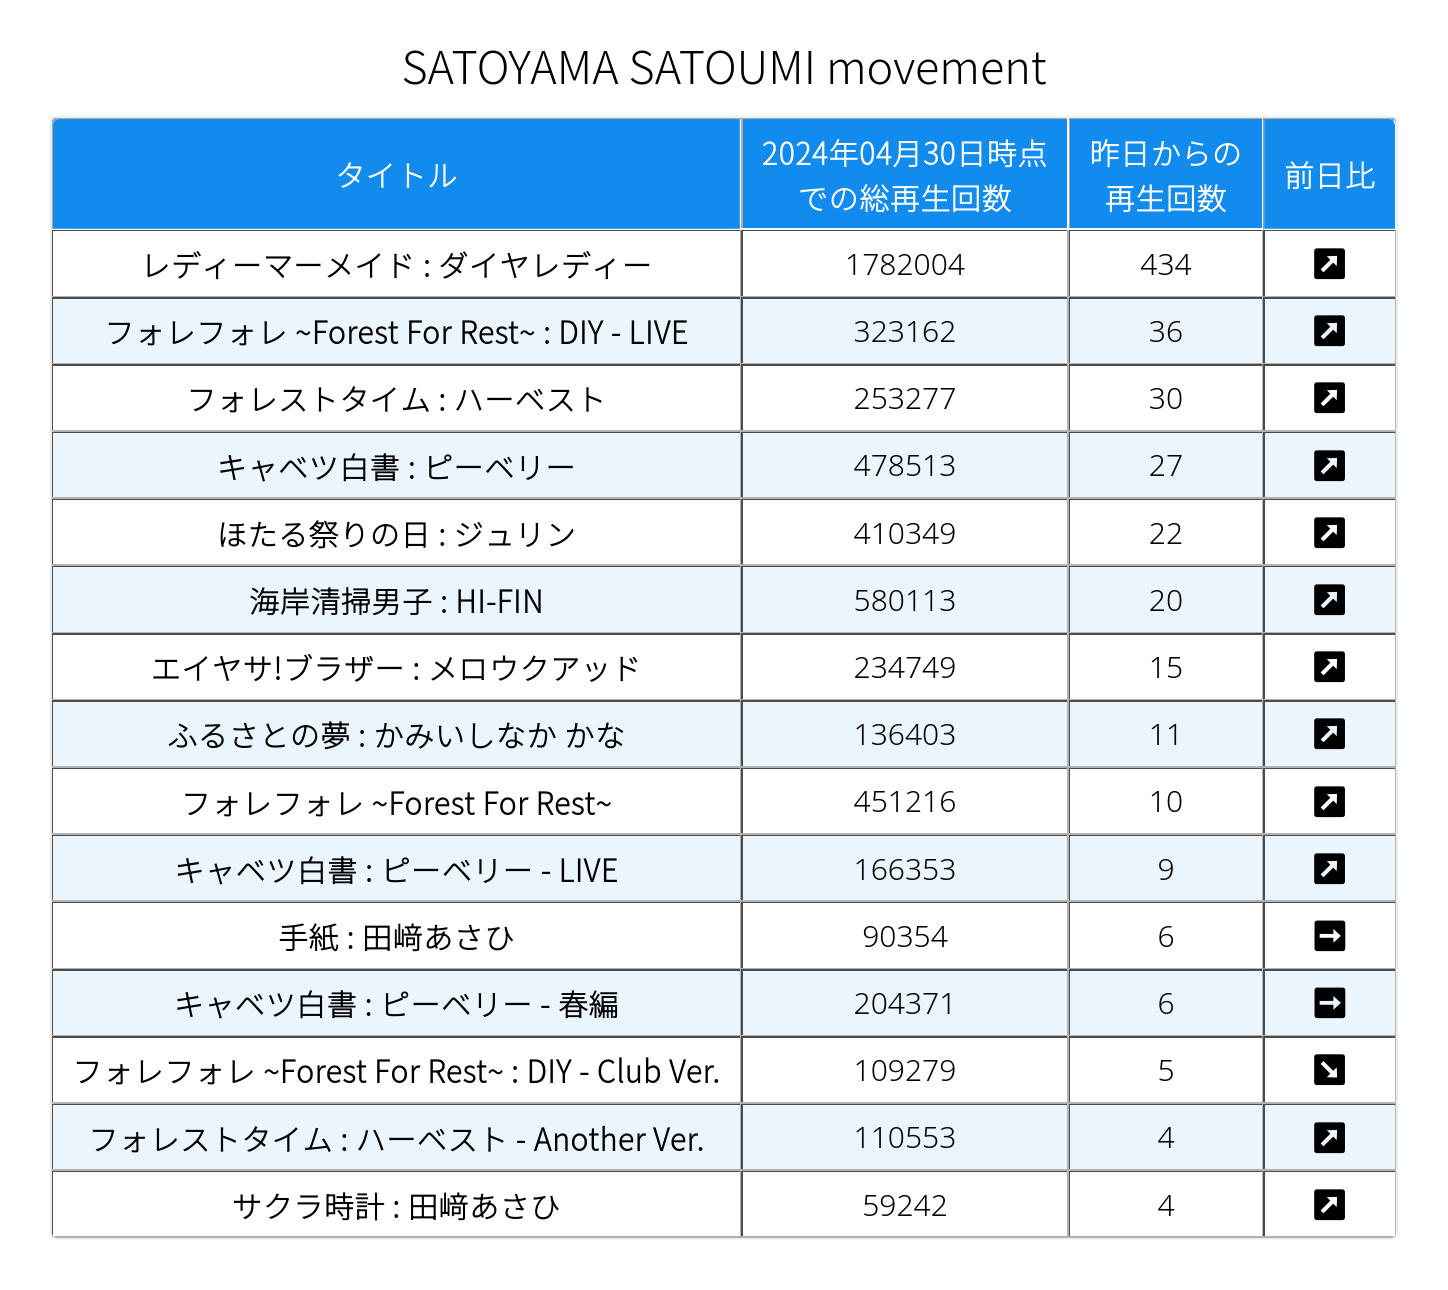 SATOYAMA SATOUMI movement
タイトル 2024年04月30日時点での総再生回数 昨日からの再生回数 前日比
レディーマーメイド : ダイヤレディー 1782004 434 ↗
フォレフォレ ~Forest For Rest~ : DIY - LIVE 323162 36 ↗
フォレストタイム : ハーベスト 253277 30 ↗
キャベツ白書 : ピーベリー 478513 27 ↗
ほたる祭りの日 : ジュリン 410349 22 ↗
海岸清掃男子 : HI-FIN 580113 20 ↗
エイヤサ!ブラザー : メロウクアッド 234749 15 ↗
ふるさとの夢 : かみいしなか かな 136403 11 ↗
フォレフォレ ~Forest For Rest~ 451216 10 ↗
キャベツ白書 : ピーベリー - LIVE 166353 9 ↗
手紙 : 田﨑あさひ 90354 6 →
キャベツ白書 : ピーベリー - 春編 204371 6 →
フォレフォレ ~Forest For Rest~ : DIY - Club Ver. 109279 5 ↘
フォレストタイム : ハーベスト - Another Ver. 110553 4 ↗
サクラ時計 : 田﨑あさひ 59242 4 ↗